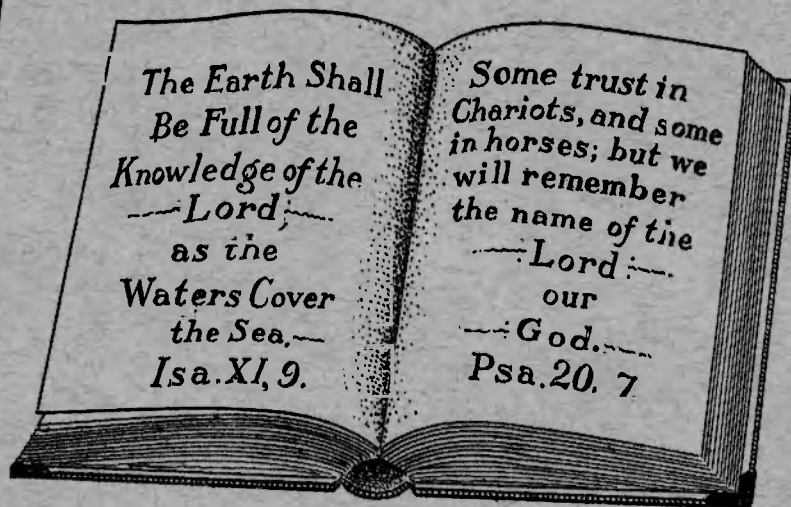 The Earth Shall
Be Full of the
Knowledge of the
Lord,
as the
Waters Cover
the Sea.
Isa. XI, 9.
Some trust in
Chariots, and some
in horses; but we
will remember
the name of the
Lord
our
God.
Psa. 20. 7